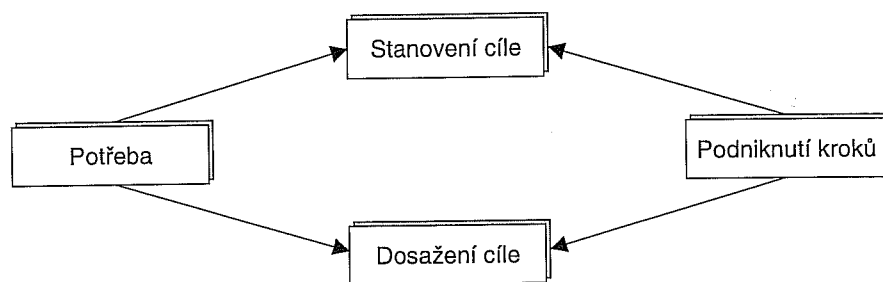 Stanovení cíle
Potřeba
Podniknutí kroků
Dosažení cíle